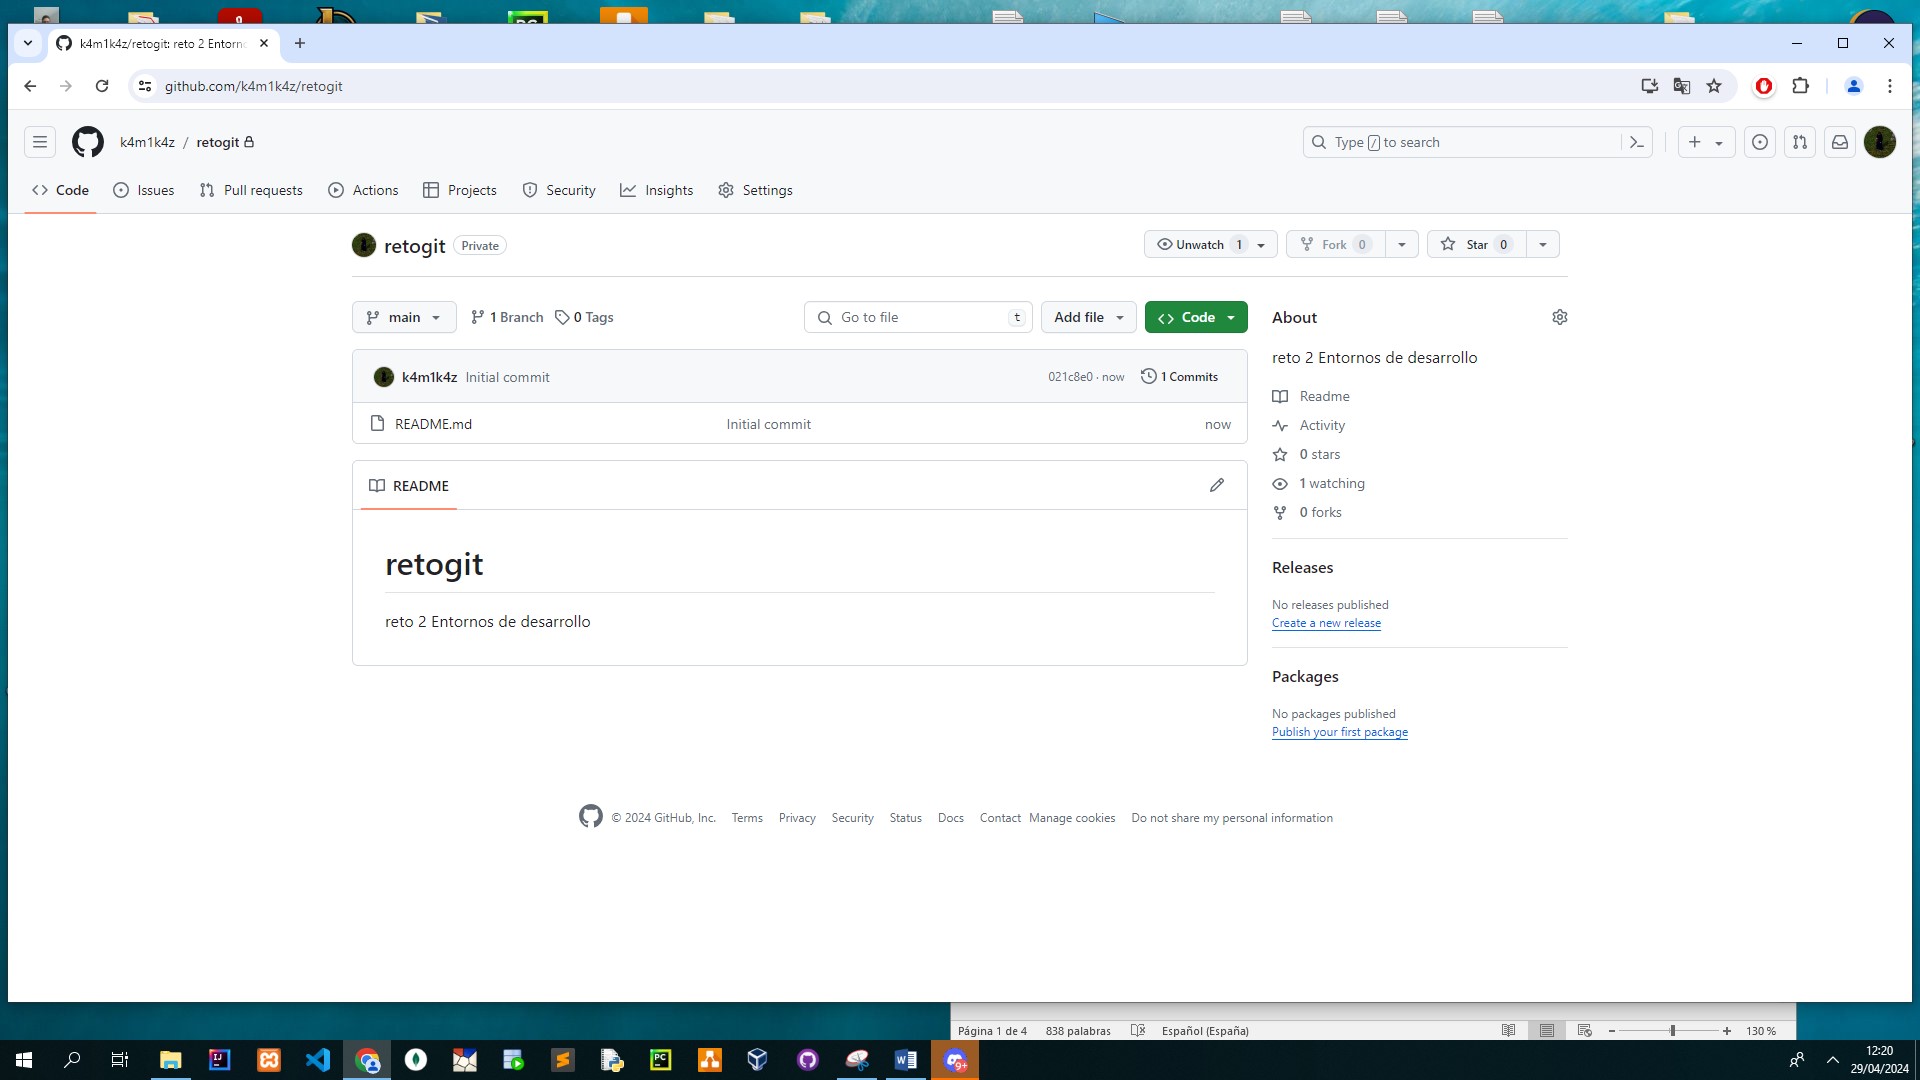 k4m1k4z/retogit: reto 2 Entorno
github.com/k4m1k4z/retogit
k4m1k4z / retogit
Type / to search
Code Issues Pull requests Actions Projects Security Insights Settings
retogit Private
Unwatch 1 Fork 0 Star 0
main 1 Branch 0 Tags Go to file t Add file Code
k4m1k4z Initial commit 021c8e0 · now 1 Commits
README.md Initial commit now
README
retogit
reto 2 Entornos de desarrollo
About
reto 2 Entornos de desarrollo
Readme
Activity
0 stars
1 watching
0 forks
Releases
No releases published
Create a new release
Packages
No packages published
Publish your first package
© 2024 GitHub, Inc. Terms Privacy Security Status Docs Contact Manage cookies Do not share my personal information
Página 1 de 4 838 palabras Español (España) 130 %
PC
9+
12:20
29/04/2024